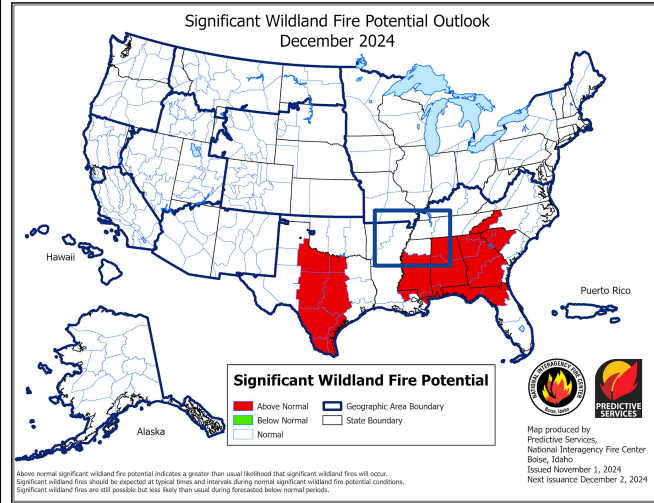 Significant Wildland Fire Potential Outlook
December 2024
Hawaii
Puerto Rico
Alaska
Significant Wildland Fire Potential
Above Normal
Below Normal
Normal
Geographic Area Boundary
State Boundary
NATIONAL INTERAGENCY FIRE CENTER
Boise, Idaho
PREDICTIVE
SERVICES
Map produced by
Predictive Services,
National Interagency Fire Center
Boise, Idaho
Issued November 1, 2024
Next issuance December 2, 2024
Above normal significant wildland fire potential indicates a greater than usual likelihood that significant wildland fires will occur.
Significant wildland fires should be expected at typical times and intervals during normal significant wildland fire potential conditions.
Significant wildland fires are still possible but less likely than usual during forecasted below normal periods.